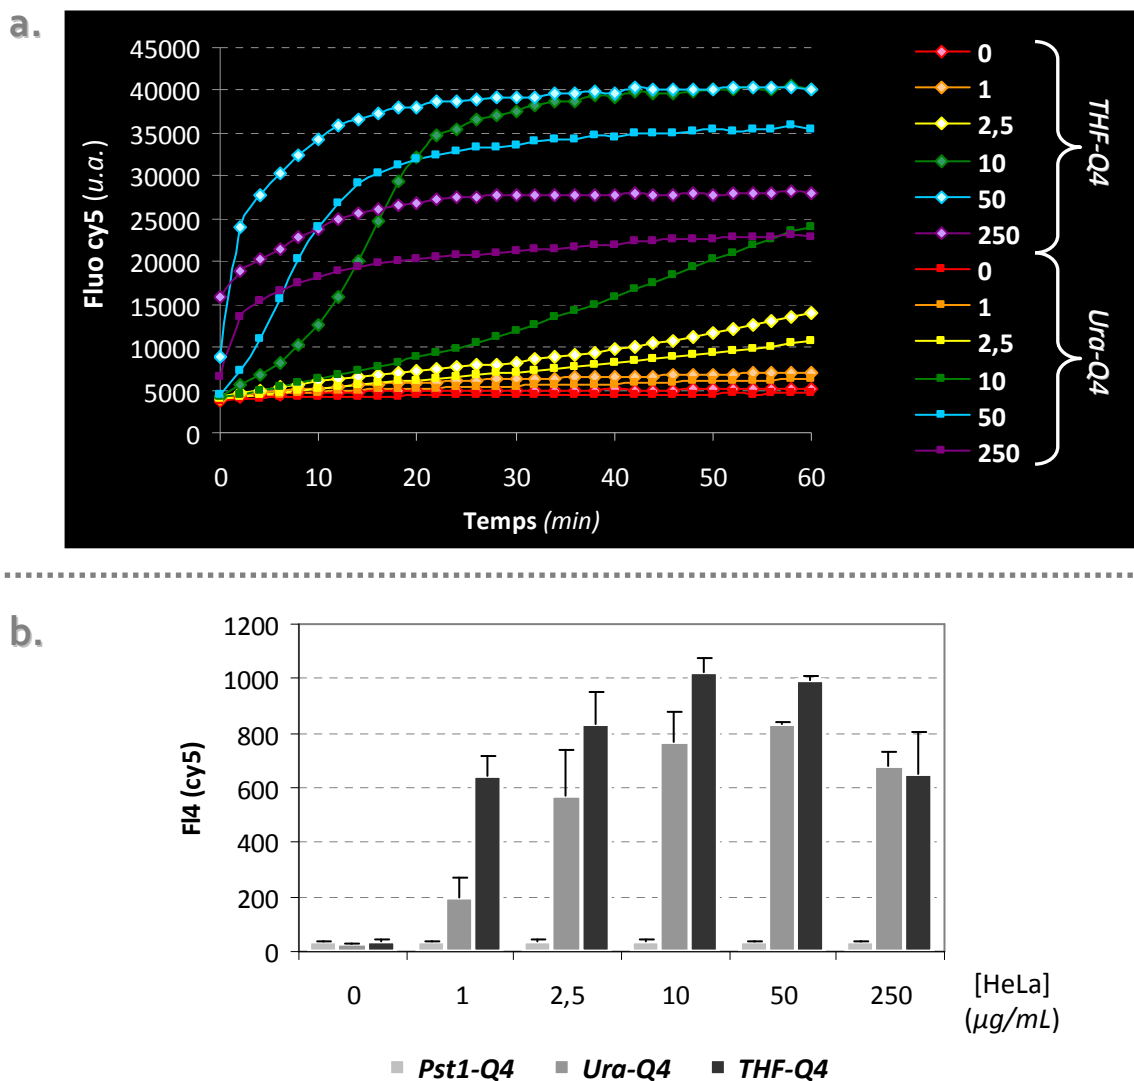 a.
Fluo cy5 (u.a.)
45000
40000
35000
30000
25000
20000
15000
10000
5000
0
0 10 20 30 40 50 60
Temps (min)
0
1
2,5
10
50
250
THF-Q4
0
1
2,5
10
50
250
Ura-Q4
b.
Fl4 (cy5)
1200
1000
800
600
400
200
0
0 1 2,5 10 50 250
[HeLa]
(µg/mL)
Pst1-Q4 Ura-Q4 THF-Q4